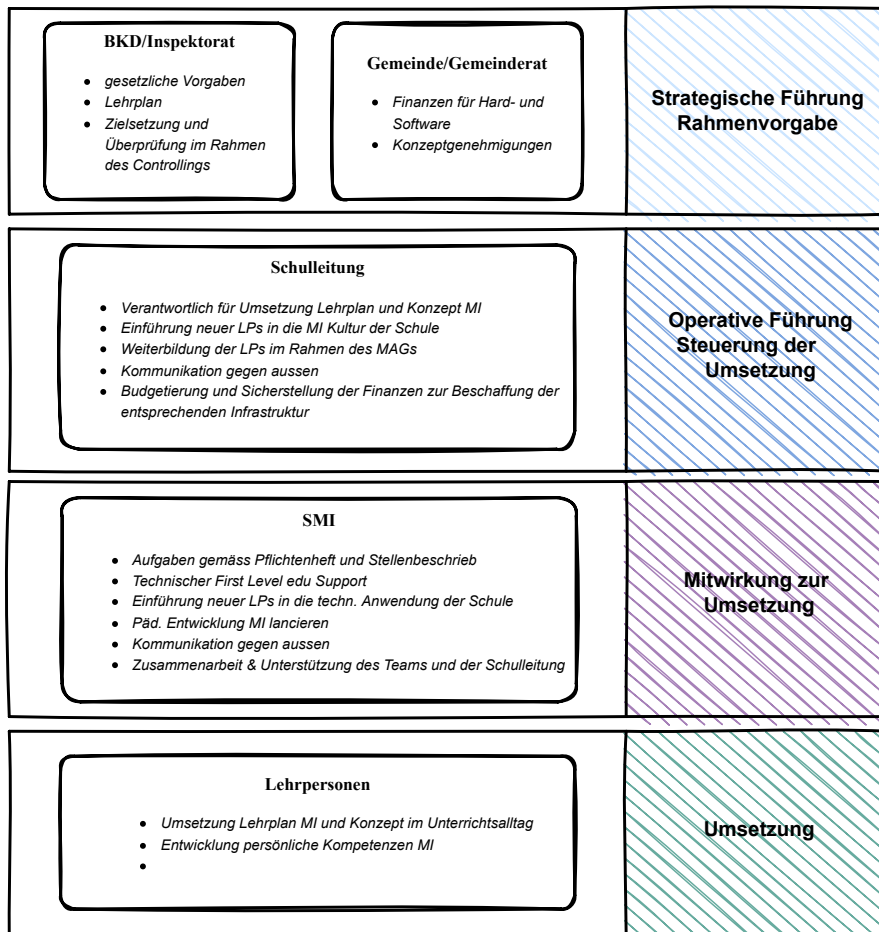 BKD/Inspektorat
• gesetzliche Vorgaben
• Lehrplan
• Zielsetzung und
Überprüfung im Rahmen
des Controllings
Gemeinde/Gemeinderat
• Finanzen für Hard- und
Software
• Konzeptgenehmigungen
Strategische Führung
Rahmenvorgabe
Schulleitung
• Verantwortlich für Umsetzung Lehrplan und Konzept MI
• Einführung neuer LPs in die MI Kultur der Schule
• Weiterbildung der LPs im Rahmen des MAGs
• Kommunikation gegen aussen
• Budgetierung und Sicherstellung der Finanzen zur Beschaffung der
entsprechenden Infrastruktur
Operative Führung
Steuerung der
Umsetzung
SMI
• Aufgaben gemäss Pflichtenheft und Stellenbeschrieb
• Technischer First Level edu Support
• Einführung neuer LPs in die techn. Anwendung der Schule
• Päd. Entwicklung MI lancieren
• Kommunikation gegen aussen
• Zusammenarbeit & Unterstützung des Teams und der Schulleitung
Mitwirkung zur
Umsetzung
Lehrpersonen
• Umsetzung Lehrplan MI und Konzept im Unterrichtsalltag
• Entwicklung persönliche Kompetenzen MI
•
Umsetzung